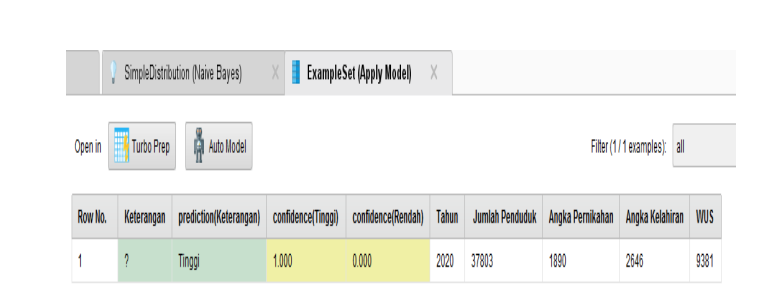 SimpleDistribution (Naive Bayes) ExampleSet (Apply Model)
Open in Turbo Prep Auto Model Filter (1 / 1 examples): all
Row No. Keterangan prediction(Keterangan) confidence(Tinggi) confidence(Rendah) Tahun Jumlah Penduduk Angka Pernikahan Angka Kelahiran WUS
1 ? Tinggi 1.000 0.000 2020 37803 1890 2646 9381